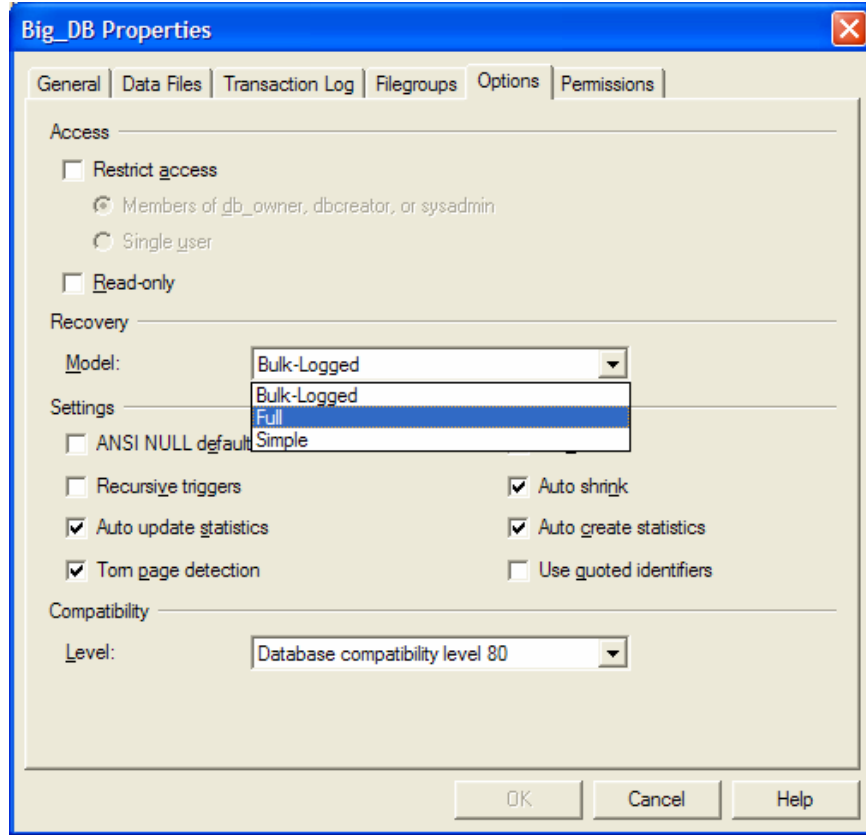 Big_DB Properties
General Data Files Transaction Log Filegroups Options Permissions
Access
Restrict access
Members of db_owner, dbcreator, or sysadmin
Single user
Read-only
Recovery
Model: Bulk-Logged
Bulk-Logged
Full
Simple
Settings
ANSI NULL default
Recursive triggers Auto shrink
Auto update statistics Auto create statistics
Torn page detection Use quoted identifiers
Compatibility
Level: Database compatibility level 80
OK Cancel Help